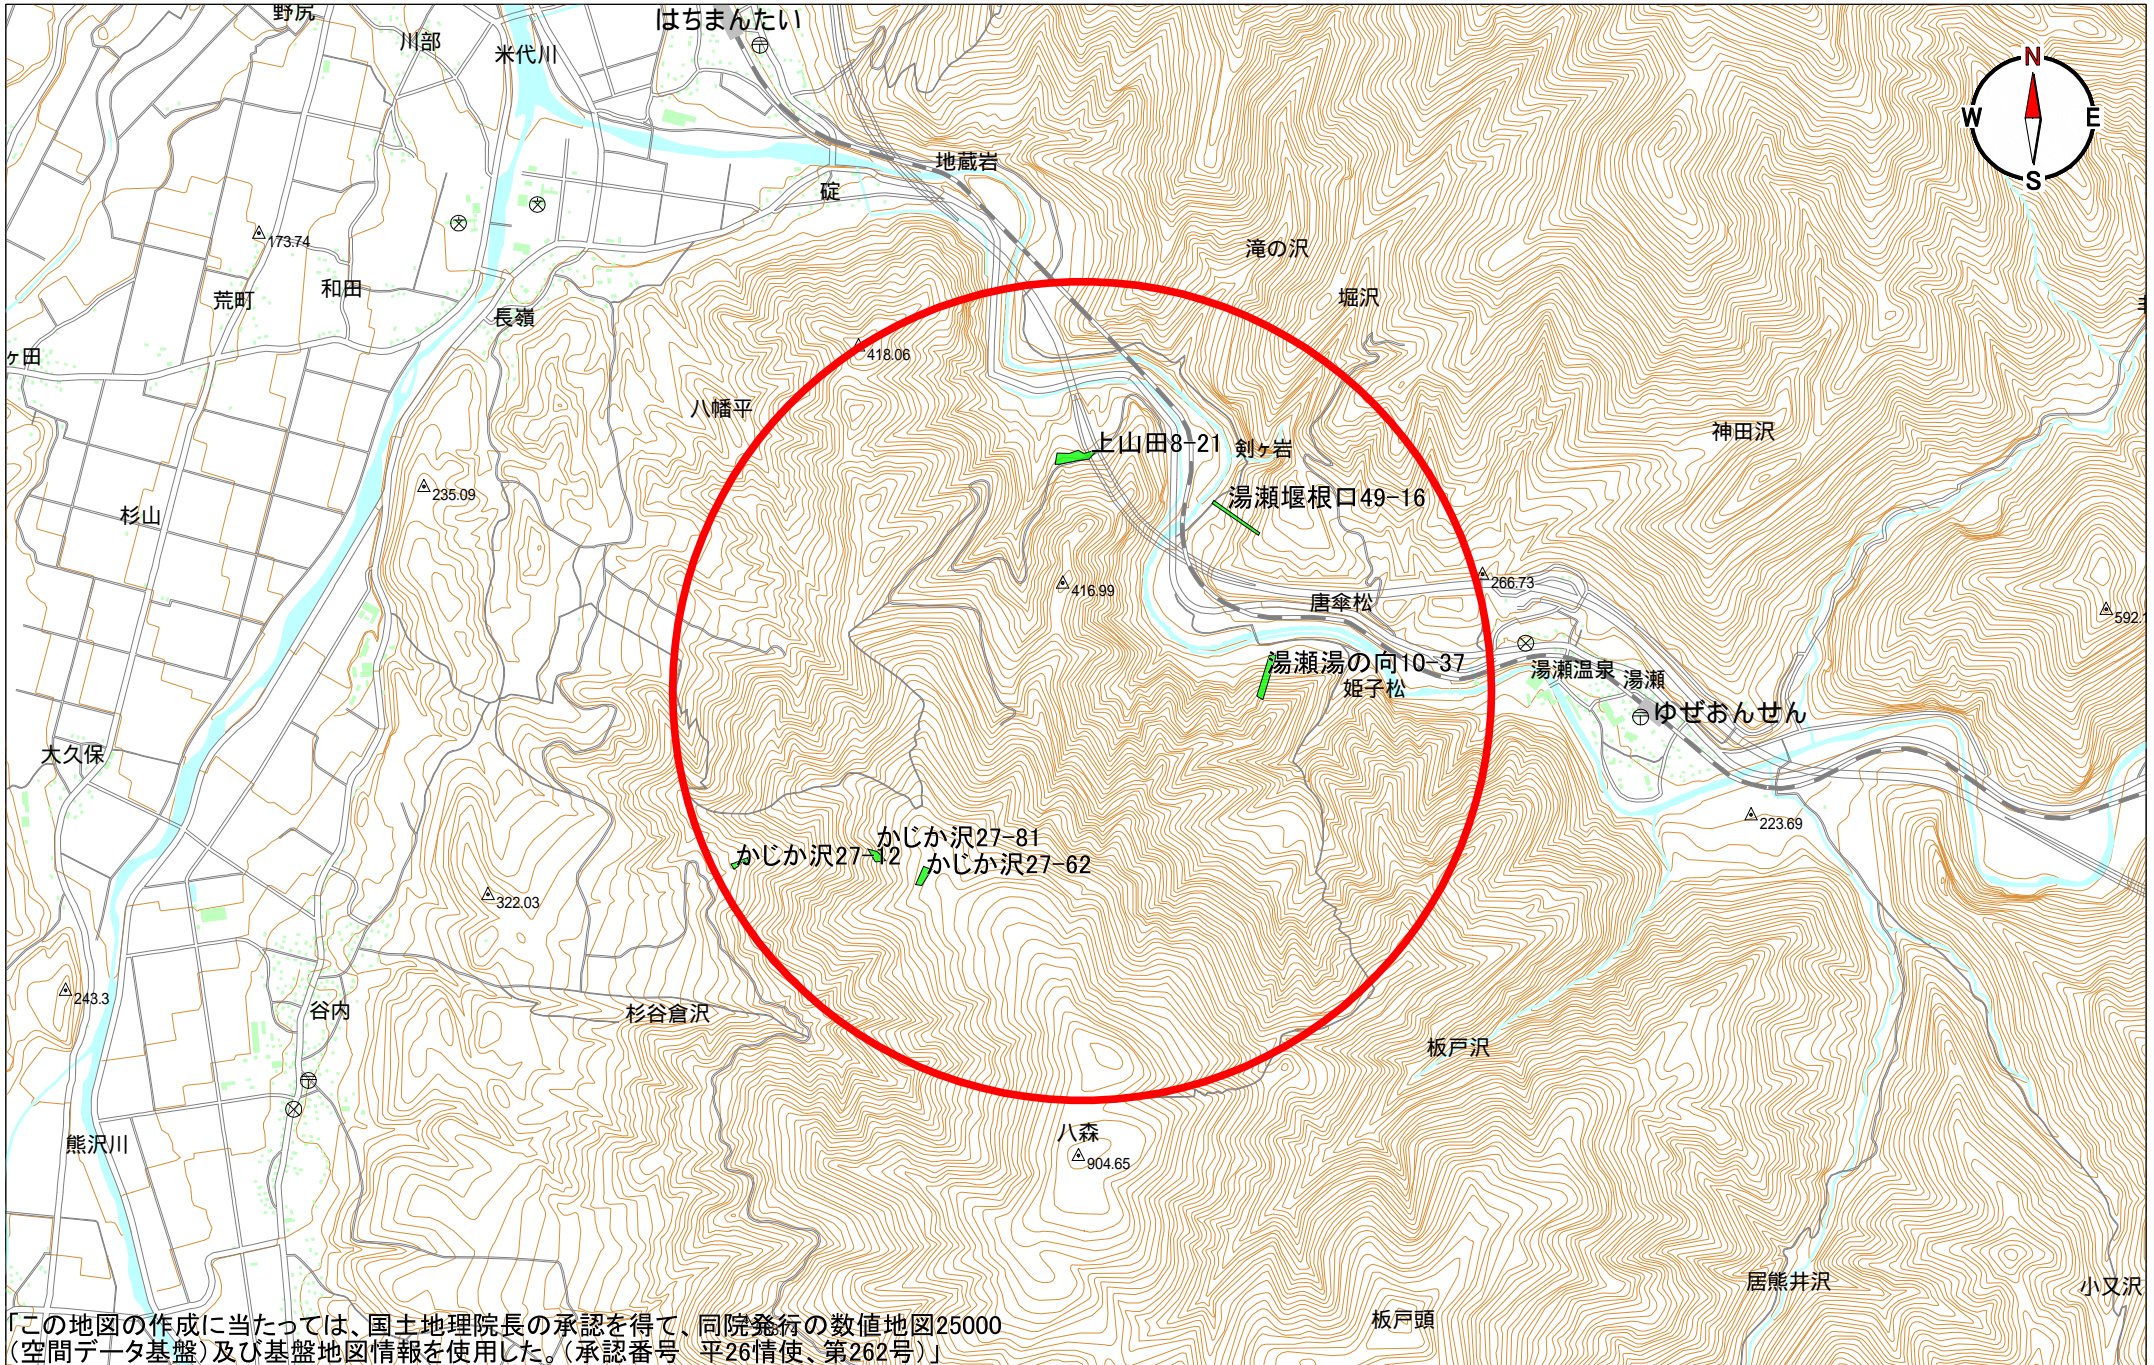 野尻
川部
米代川
はちまんたい
N
W
E
S
地蔵岩
碇
173.74
滝の沢
荒町
和田
堀沢
長嶺
ヶ田
418.06
八幡平
神田沢
上山田8-21
剣ヶ岩
235.09
湯瀬堰根口49-16
杉山
416.99
266.73
唐傘松
592.1
湯瀬湯の向10-37
姫子松
湯瀬温泉
湯瀬
ゆぜおんせん
大久保
223.69
かじか沢27-81
かじか沢27-12
かじか沢27-62
322.03
243.3
谷内
杉谷倉沢
板戸沢
八森
熊沢川
904.65
居熊井沢
小又沢
板戸頭
「この地図の作成に当たっては、国土地理院長の承認を得て、同院発行の数値地図25000
（空間データ基盤）及び基盤地図情報を使用した。（承認番号　平26情使、第262号）」